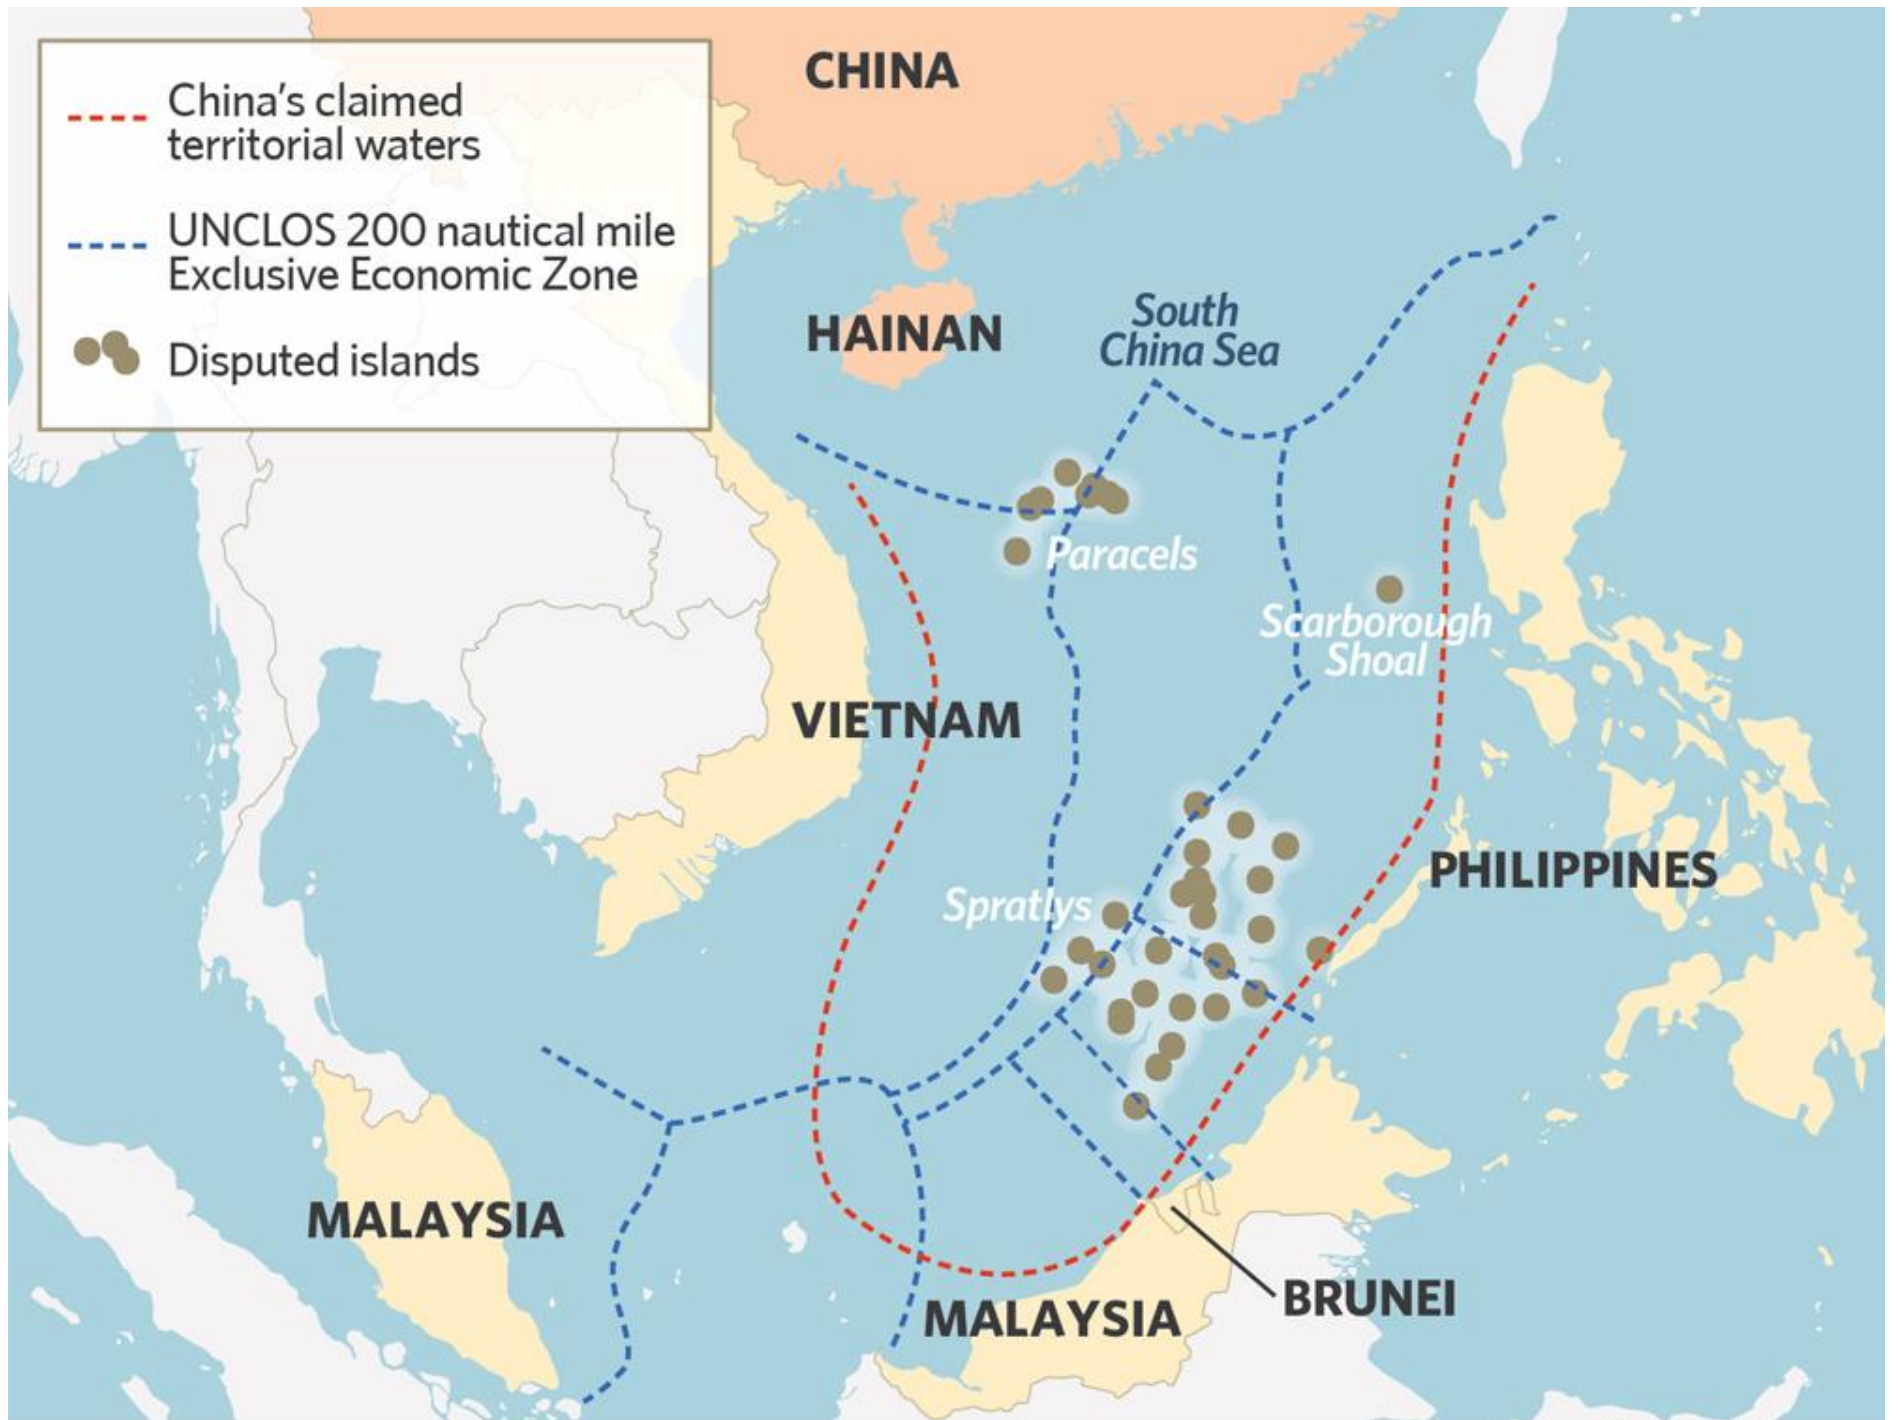 China’s claimed
territorial waters
UNCLOS 200 nautical mile
Exclusive Economic Zone
Disputed islands
CHINA
HAINAN
South
China Sea
Paracels
Scarborough
Shoal
VIETNAM
PHILIPPINES
Spratlys
MALAYSIA
BRUNEI
MALAYSIA